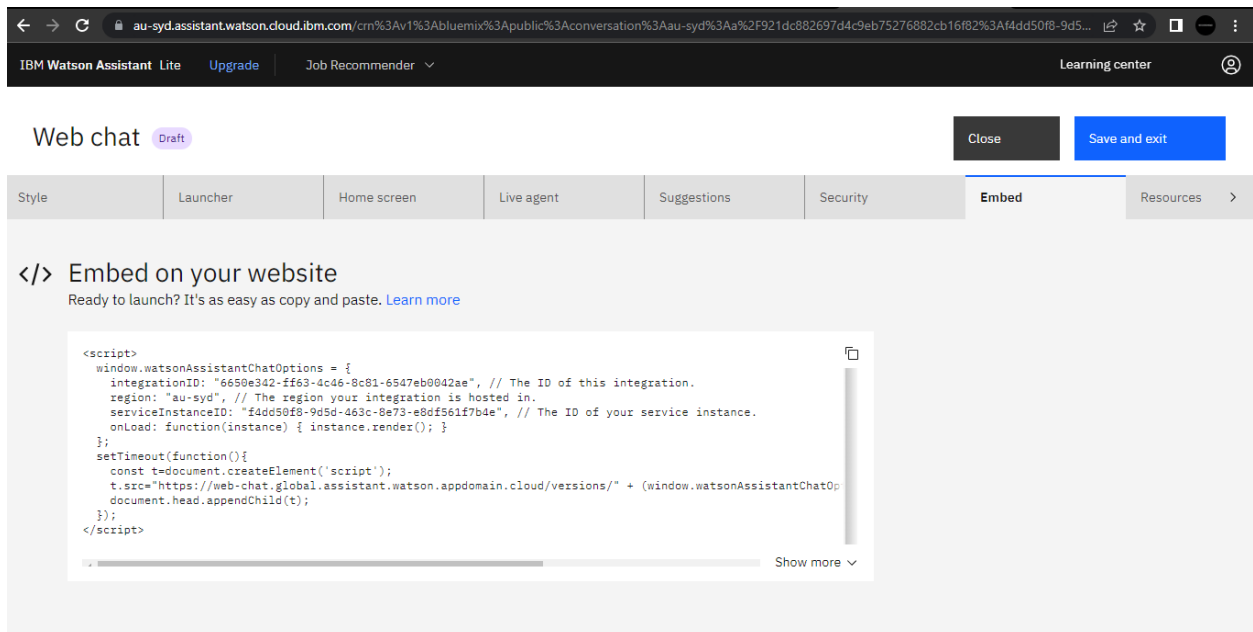 au-syd.assistant.watson.cloud.ibm.com/crn%3Av1%3Abluemix%3Apublic%3Aconversation%3Aau-syd%3Aa%2F921dc882697d4c9eb75276882cb16f82%3Af4dd50f8-9d5...
IBM Watson Assistant Lite Upgrade Job Recommender Learning center
Web chat Draft Close Save and exit
Style Launcher Home screen Live agent Suggestions Security Embed Resources
</> Embed on your website
Ready to launch? It's as easy as copy and paste. Learn more
<script>
window.watsonAssistantChatOptions = {
integrationID: "6650e342-ff63-4c46-8c81-6547eb0042ae", // The ID of this integration.
region: "au-syd", // The region your integration is hosted in.
serviceInstanceID: "f4dd50f8-9d5d-463c-8e73-e8df561f7b4e", // The ID of your service instance.
onLoad: function(instance) { instance.render(); }
};
setTimeout(function(){
const t=document.createElement('script');
t.src="https://web-chat.global.assistant.watson.appdomain.cloud/versions/" + (window.watsonAssistantChatOp
document.head.appendChild(t);
});
</script>
Show more